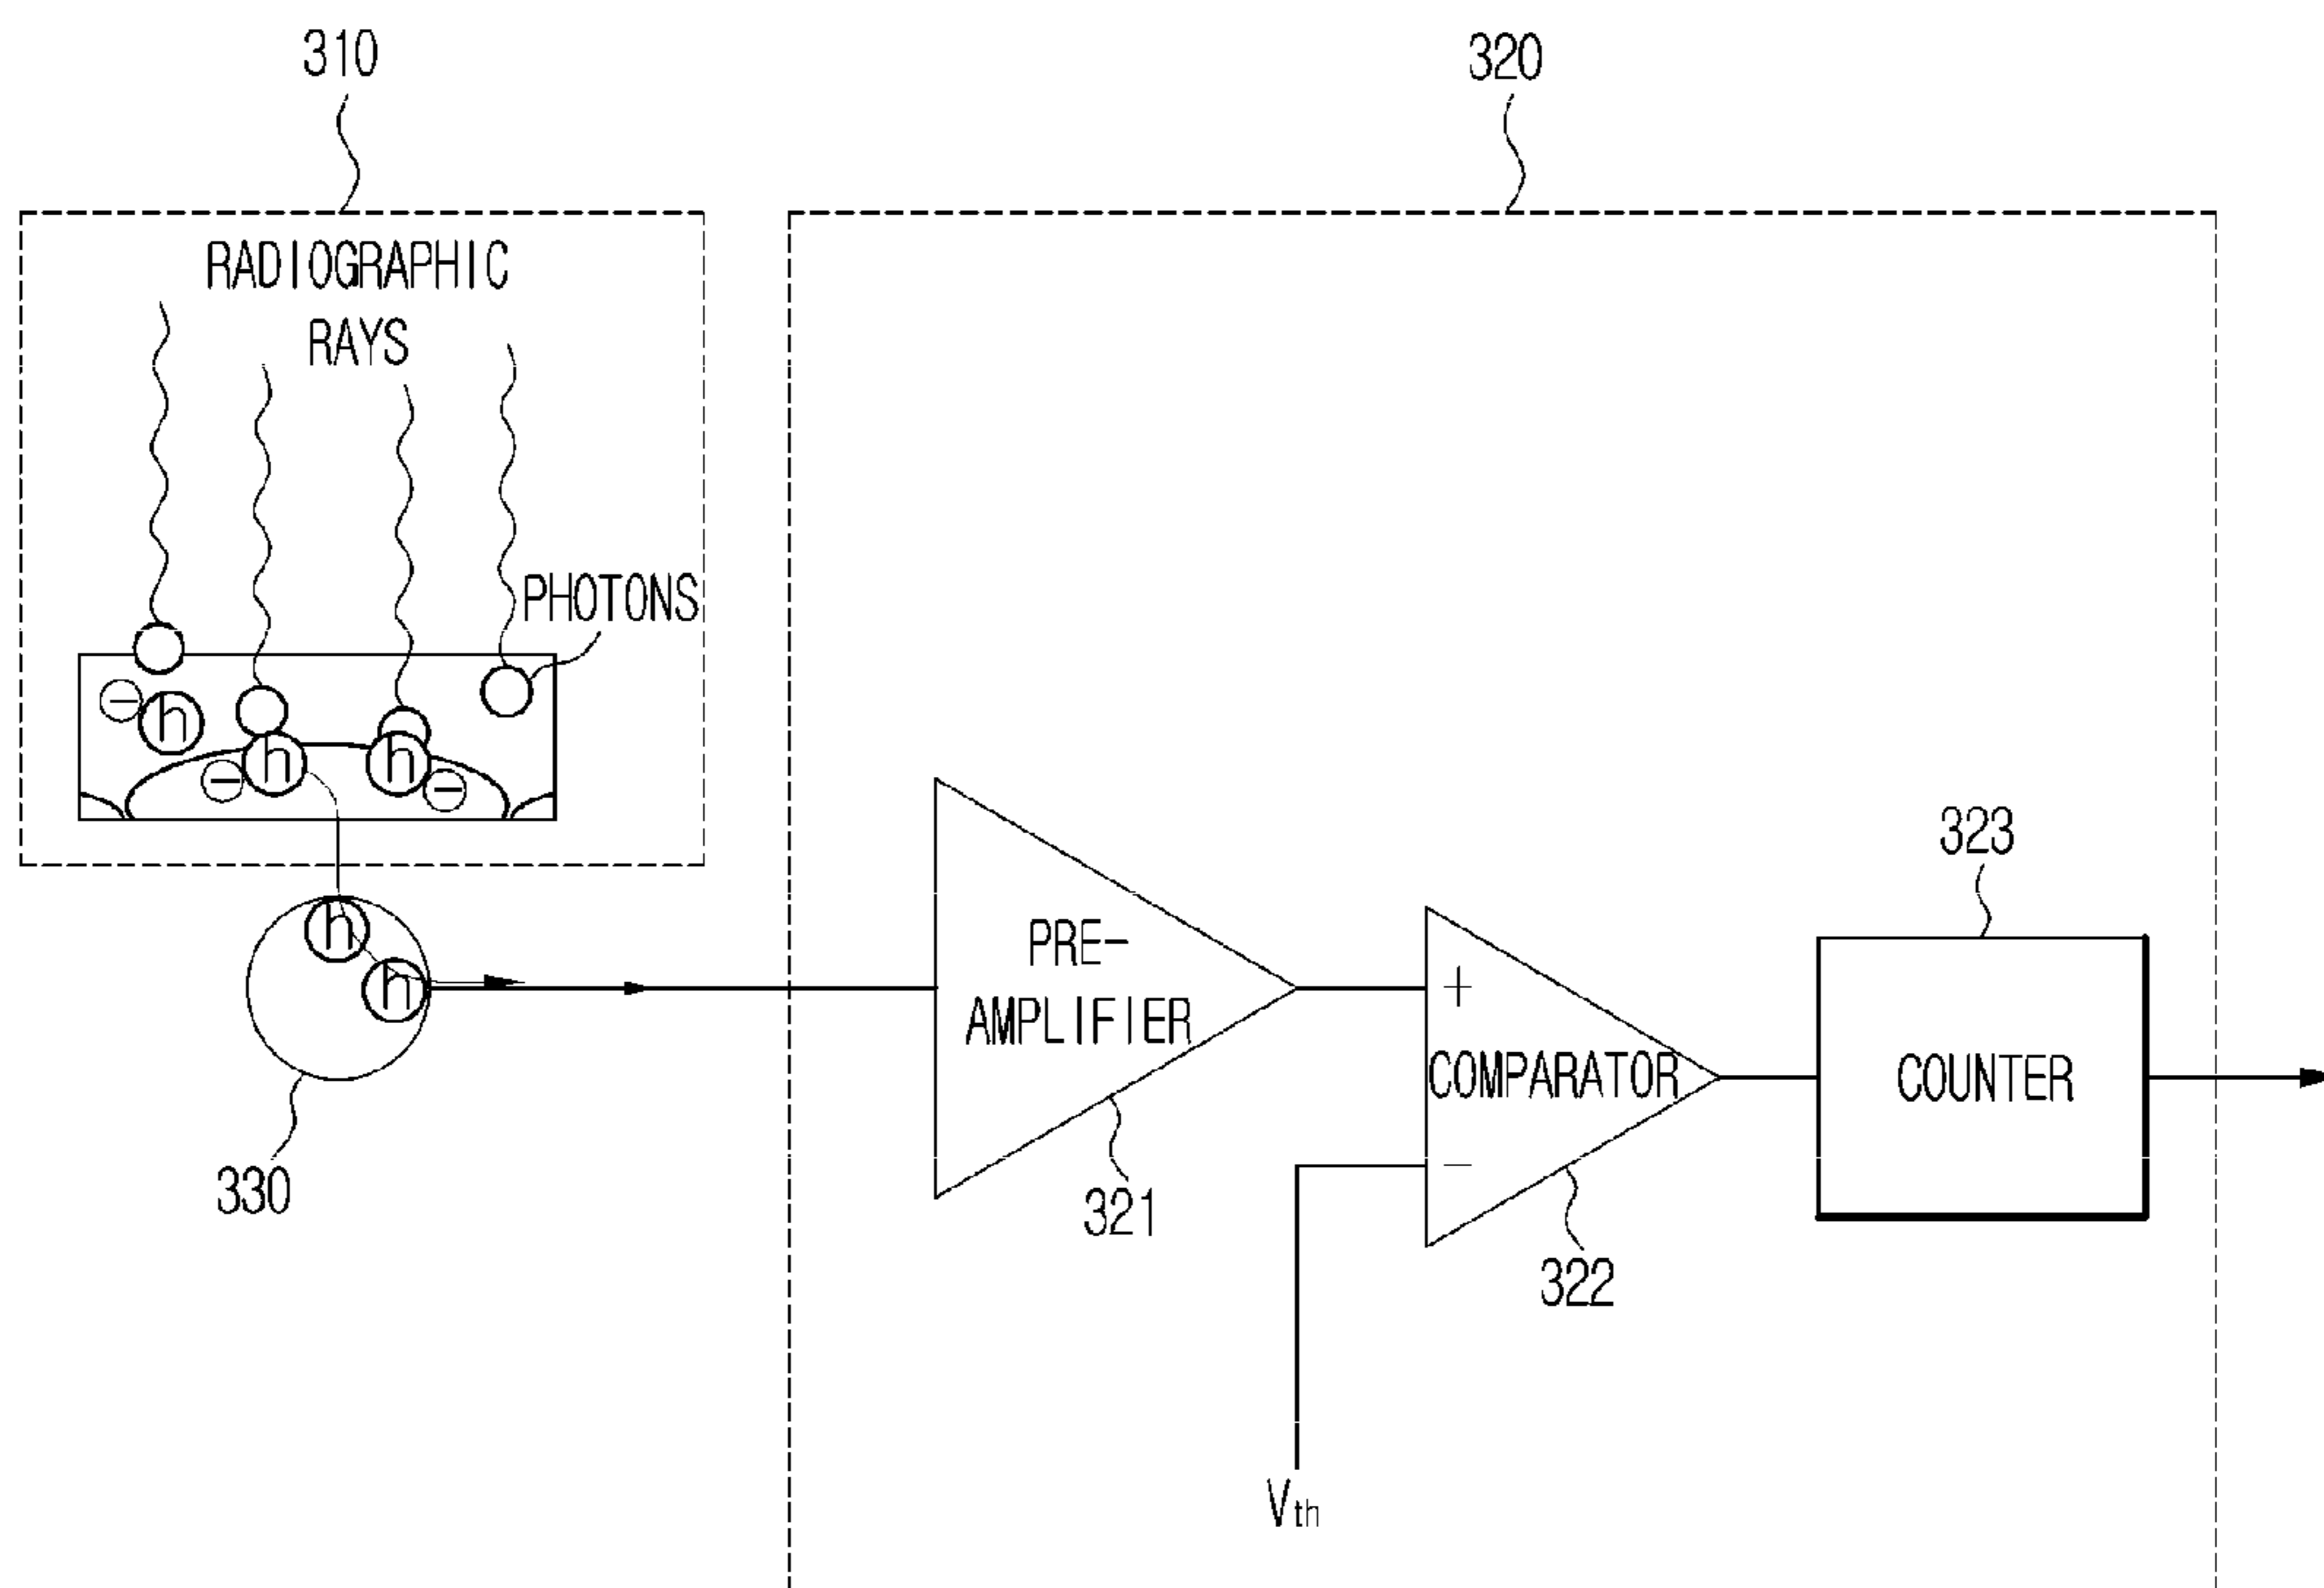 310
320
RADIOGRAPHIC
RAYS
PHOTONS
− h
h
−
h
−
h
h
330
PRE-
AMPLIFIER
321
+
COMPARATOR
−
322
Vth
323
COUNTER